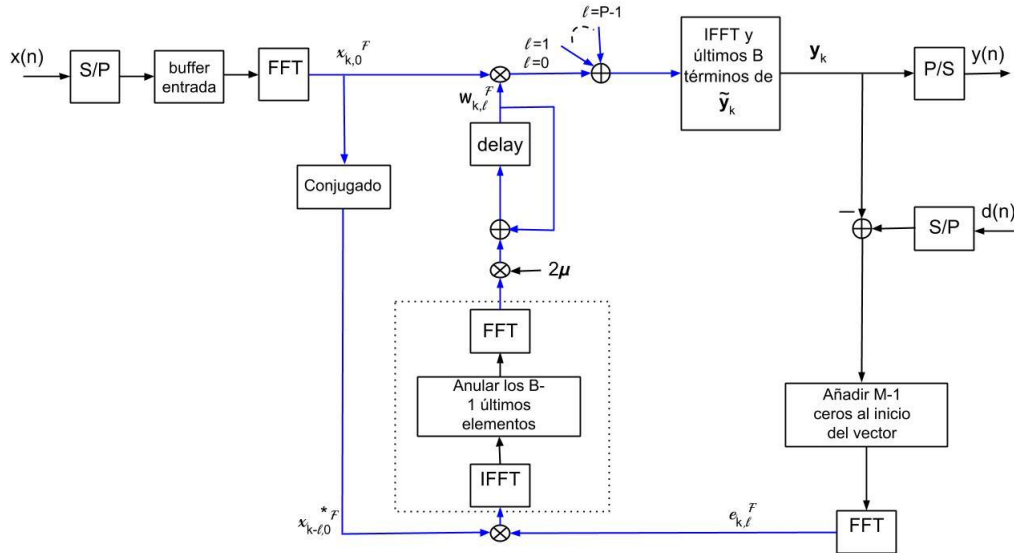 x(n)
S/P
buffer
entrada
FFT
x_{k,0}^ℱ
ℓ=P-1
ℓ=1
ℓ=0
IFFT y
últimos B
términos de
ỹ_k
y_k
P/S
y(n)
w_{k,ℓ}^ℱ
delay
Conjugado
S/P
d(n)
2μ
FFT
Anular los B-
1 últimos
elementos
IFFT
Añadir M-1
ceros al inicio
del vector
x_{k-ℓ,0}^{*ℱ}
e_{k,ℓ}^ℱ
FFT